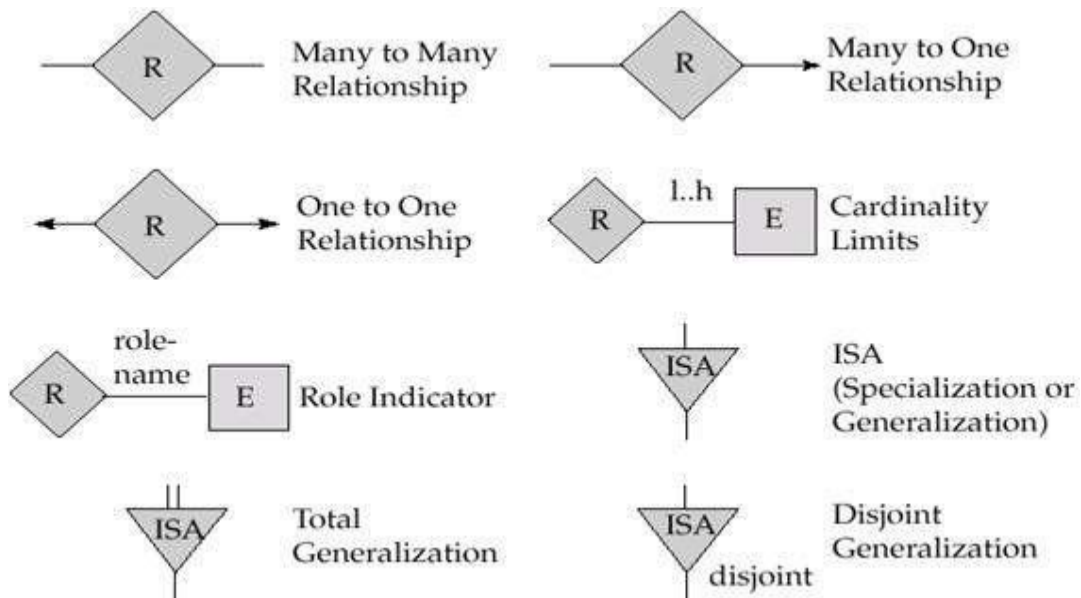 R
Many to Many
Relationship
R
Many to One
Relationship
R
One to One
Relationship
R
l..h
E
Cardinality
Limits
role-
name
R
E
Role Indicator
ISA
ISA
(Specialization or
Generalization)
ISA
Total
Generalization
ISA
disjoint
Disjoint
Generalization